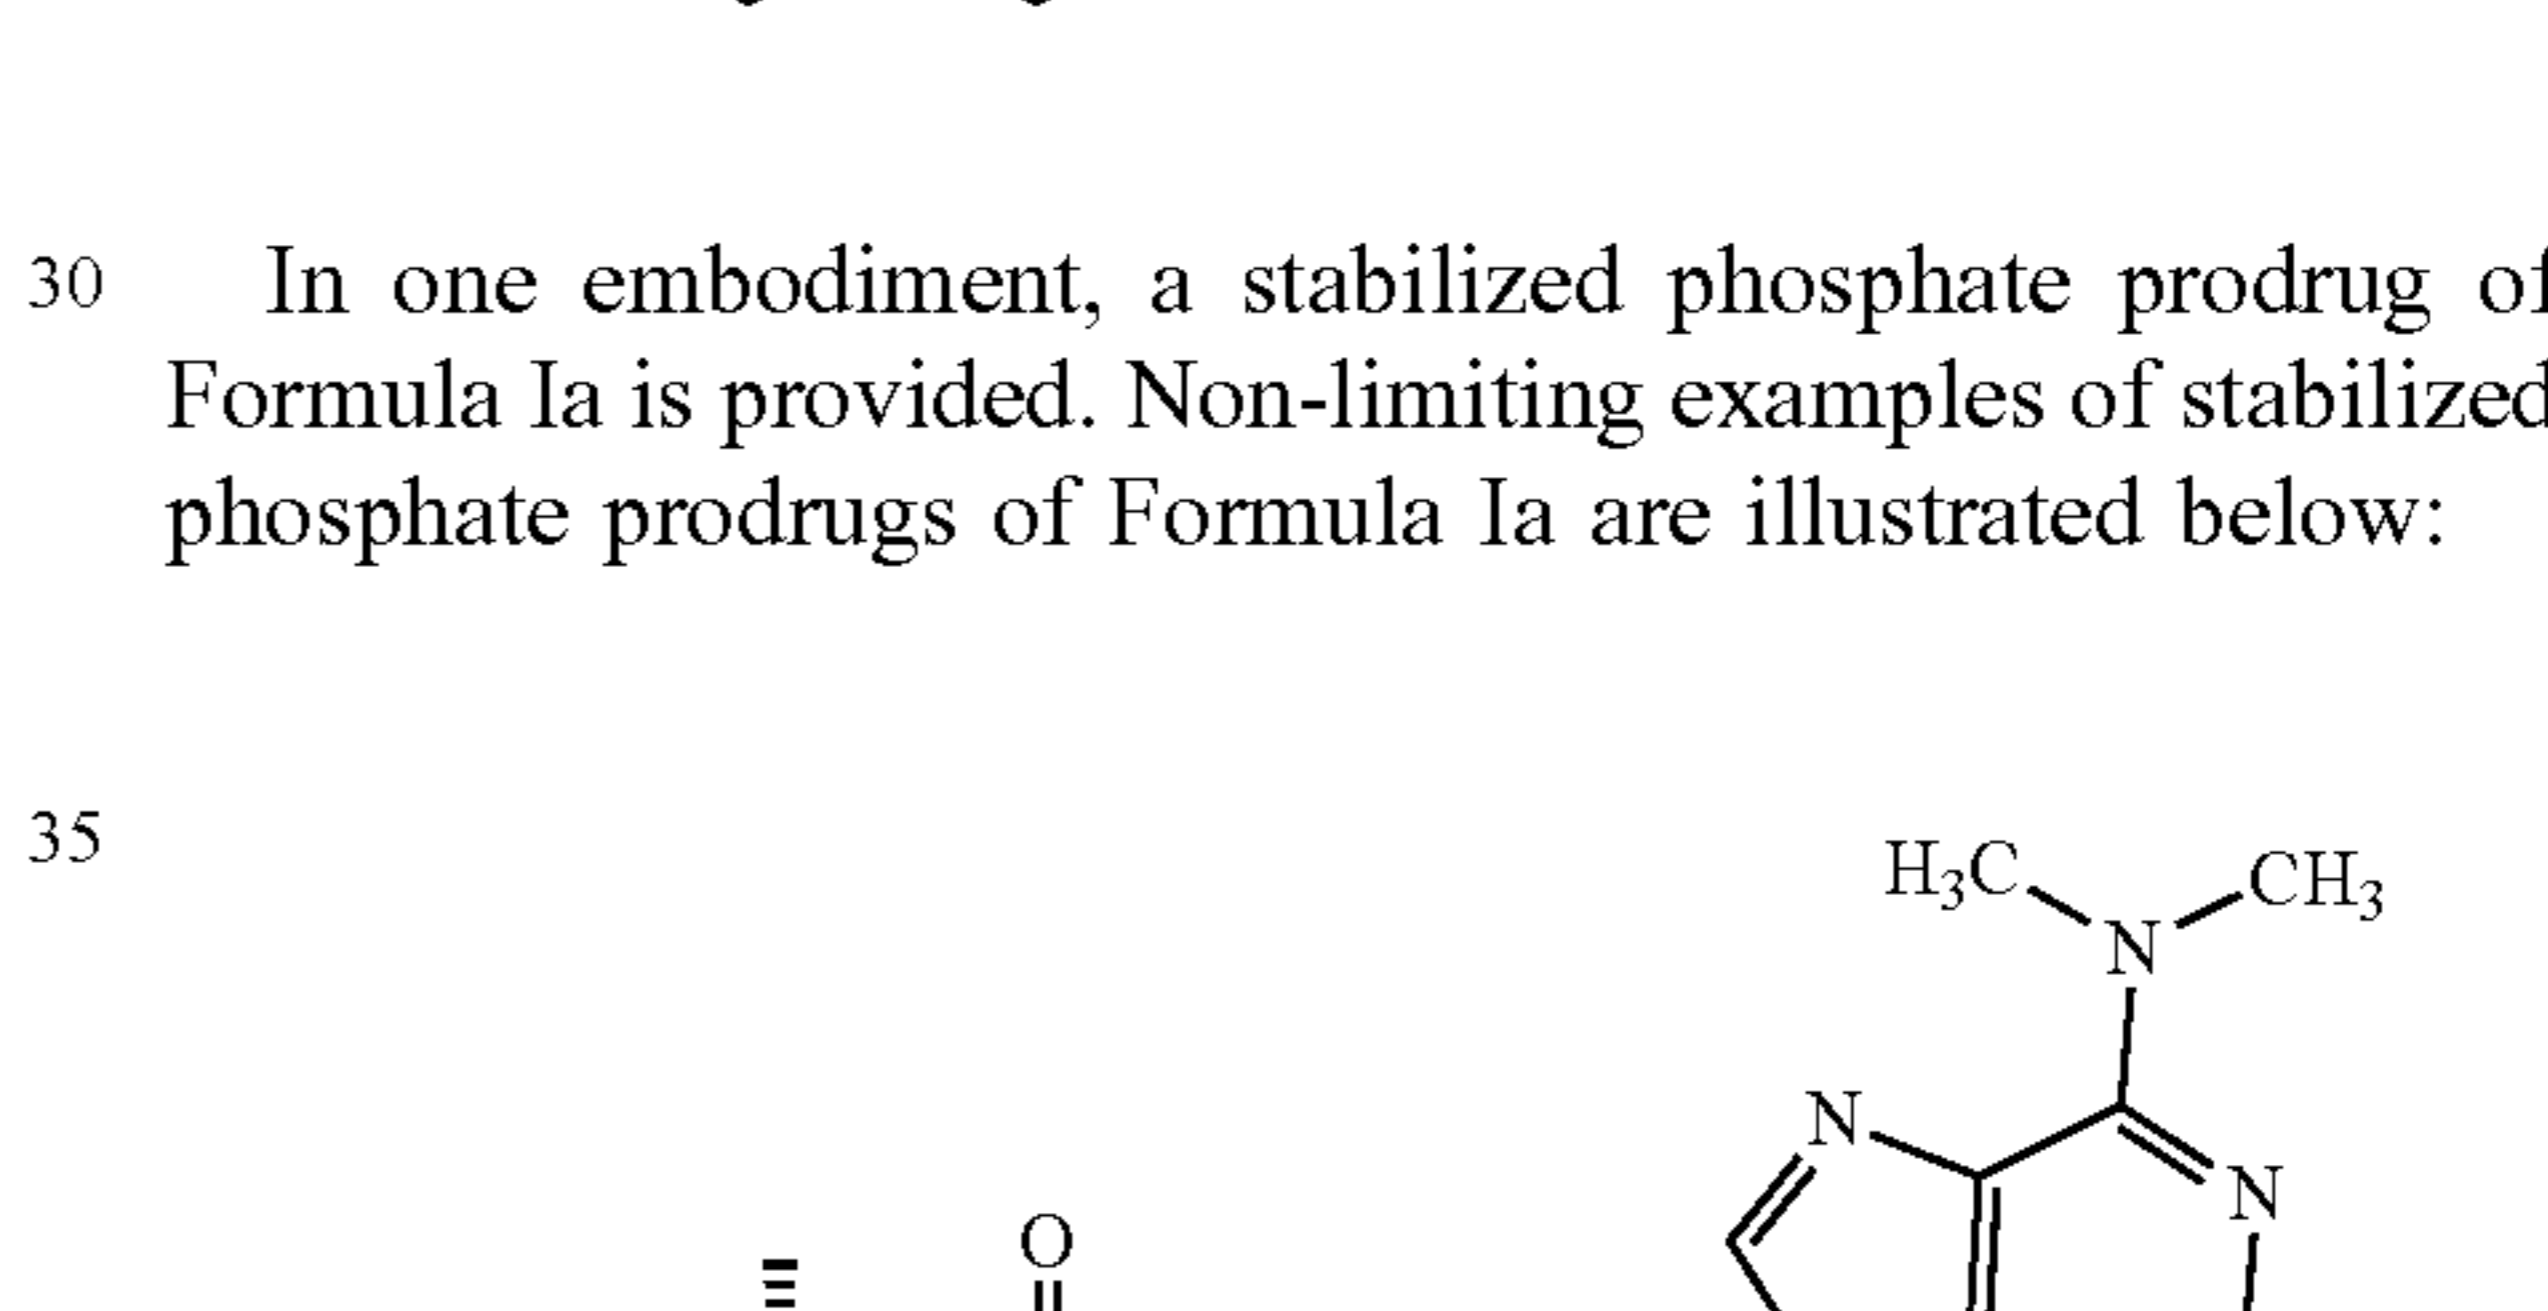 30 In one embodiment, a stabilized phosphate prodrug of
Formula Ia is provided. Non-limiting examples of stabilized
phosphate prodrugs of Formula Ia are illustrated below:
35
H3C CH3
N
N
N
O